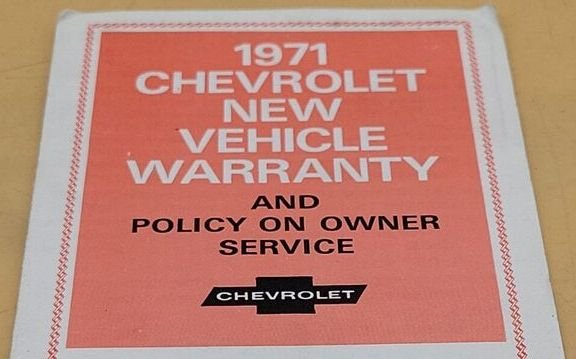 1971
CHEVROLET
NEW
VEHICLE
WARRANTY
AND
POLICY ON OWNER
SERVICE
CHEVROLET